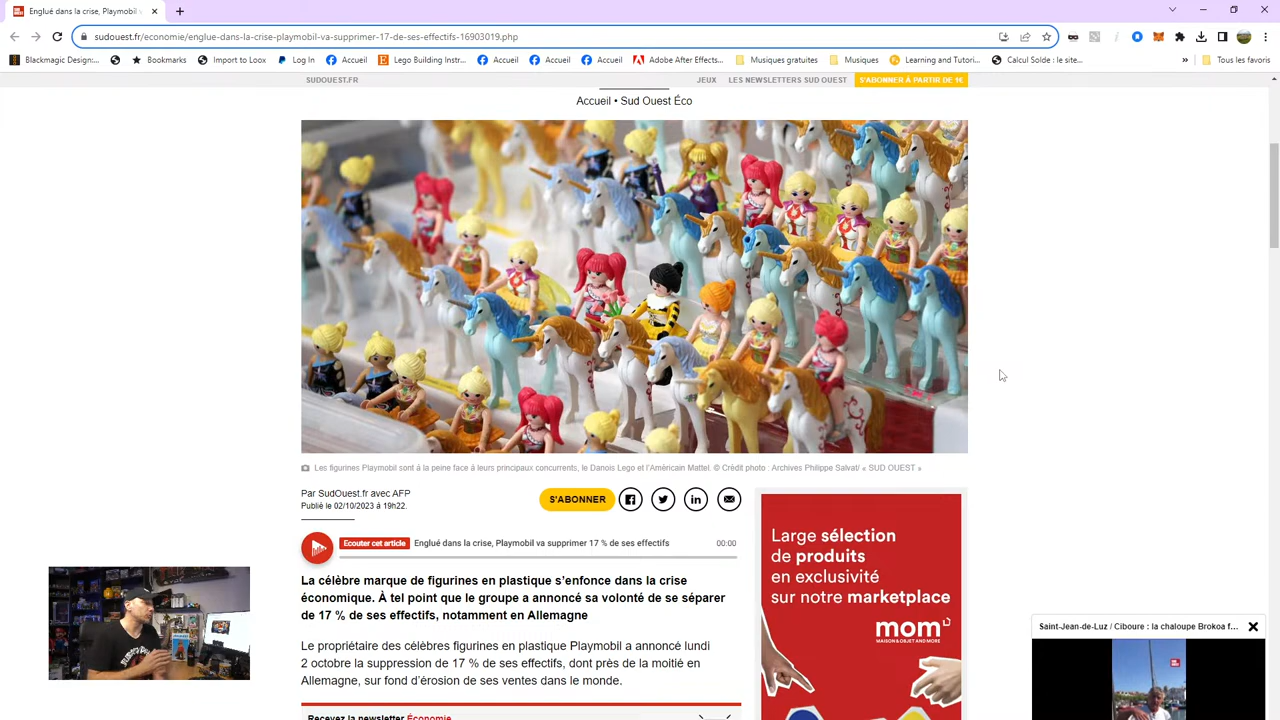 Englué dans la crise, Playmobil v
sudouest.fr/economie/englue-dans-la-crise-playmobil-va-supprimer-17-de-ses-effectifs-16903019.php
Blackmagic Design:...
Bookmarks
Import to Loox
Log In
Accueil
Lego Building Instr...
Accueil
Accueil
Accueil
Adobe After Effects...
Musiques gratuites
Musiques
Learning and Tutori...
Calcul Solde : le site...
»
Tous les favoris
SUDOUEST.FR
JEUX
LES NEWSLETTERS SUD OUEST
S'ABONNER À PARTIR DE 1€
Accueil • Sud Ouest Éco
Les figurines Playmobil sont à la peine face à leurs principaux concurrents, le Danois Lego et l'Américain Mattel. © Crédit photo : Archives Philippe Salvat/ « SUD OUEST »
Par SudOuest.fr avec AFP
Publié le 02/10/2023 à 19h22.
S'ABONNER
Ecouter cet article
Englué dans la crise, Playmobil va supprimer 17 % de ses effectifs
00:00
La célèbre marque de figurines en plastique s'enfonce dans la crise
économique. À tel point que le groupe a annoncé sa volonté de se séparer
de 17 % de ses effectifs, notamment en Allemagne
Le propriétaire des célèbres figurines en plastique Playmobil a annoncé lundi
2 octobre la suppression de 17 % de ses effectifs, dont près de la moitié en
Allemagne, sur fond d'érosion de ses ventes dans le monde.
Recevez la newsletter Économie
Large sélection
de produits
en exclusivité
sur notre marketplace
mom
MAISON&OBJET AND MORE
Saint-Jean-de-Luz / Ciboure : la chaloupe Brokoa f...